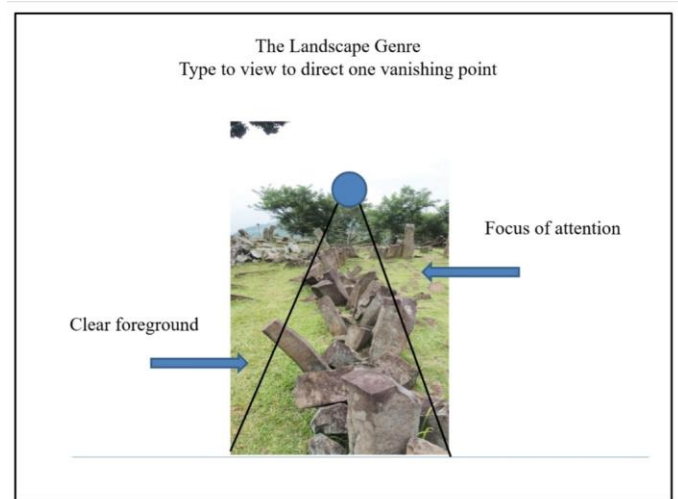 The Landscape Genre
Type to view to direct one vanishing point
Focus of attention
Clear foreground